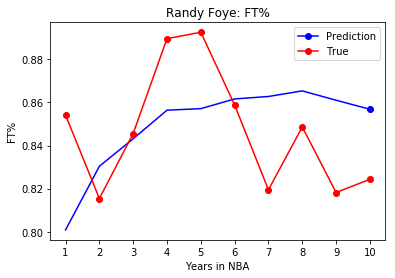 Randy Foye: FT%
Prediction
True
0.88
0.86
0.84
0.82
0.80
FT%
1 2 3 4 5 6 7 8 9 10
Years in NBA